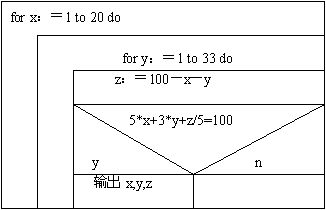 for x：＝1 to 20 do
for y：＝1 to 33 do
z：＝100－x－y
5*x+3*y+z/5=100
y n
输出 x,y,z